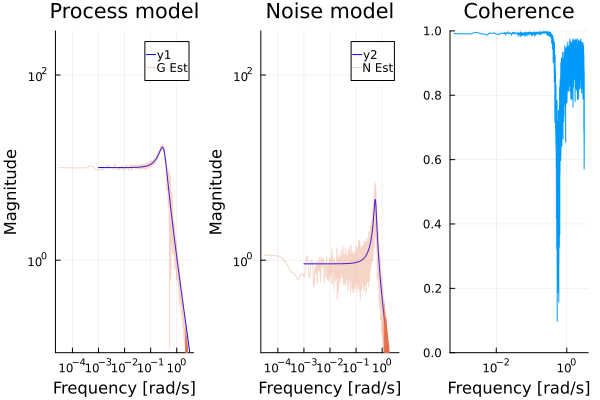 Process model
Magnitude
10²
10⁰
y1
G Est
10⁻⁴ 10⁻³ 10⁻² 10⁻¹ 10⁰
Frequency [rad/s]
Noise model
Magnitude
10²
10⁰
y2
N Est
10⁻⁴ 10⁻³ 10⁻² 10⁻¹ 10⁰
Frequency [rad/s]
Coherence
1.0
0.8
0.6
0.4
0.2
0.0
10⁻² 10⁰
Frequency [rad/s]